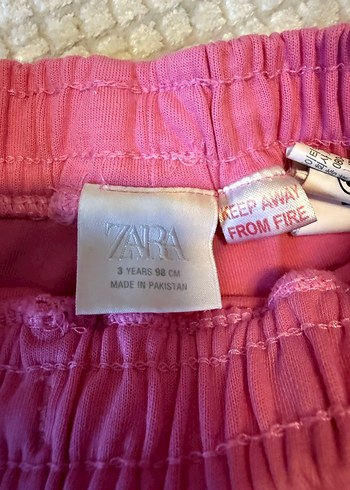 ZARA
3 YEARS 98 CM
MADE IN PAKISTAN
KEEP AWAY
FROM FIRE